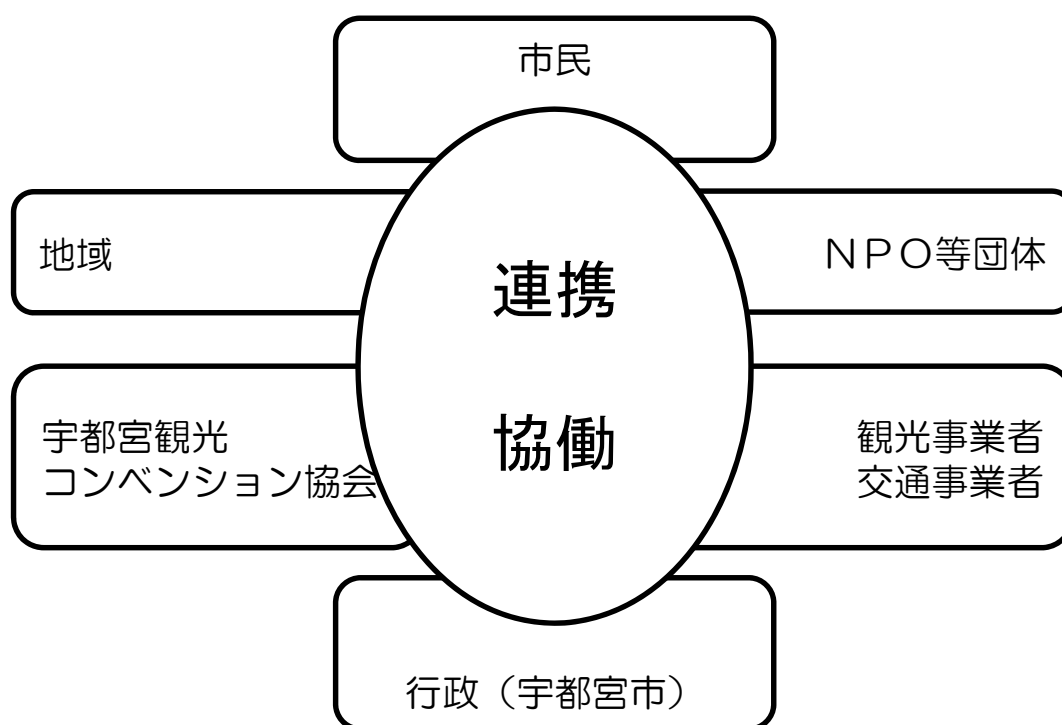 市民
地域
ＮＰＯ等団体
連携
協働
宇都宮観光
コンベンション協会
観光事業者
交通事業者
行政（宇都宮市）